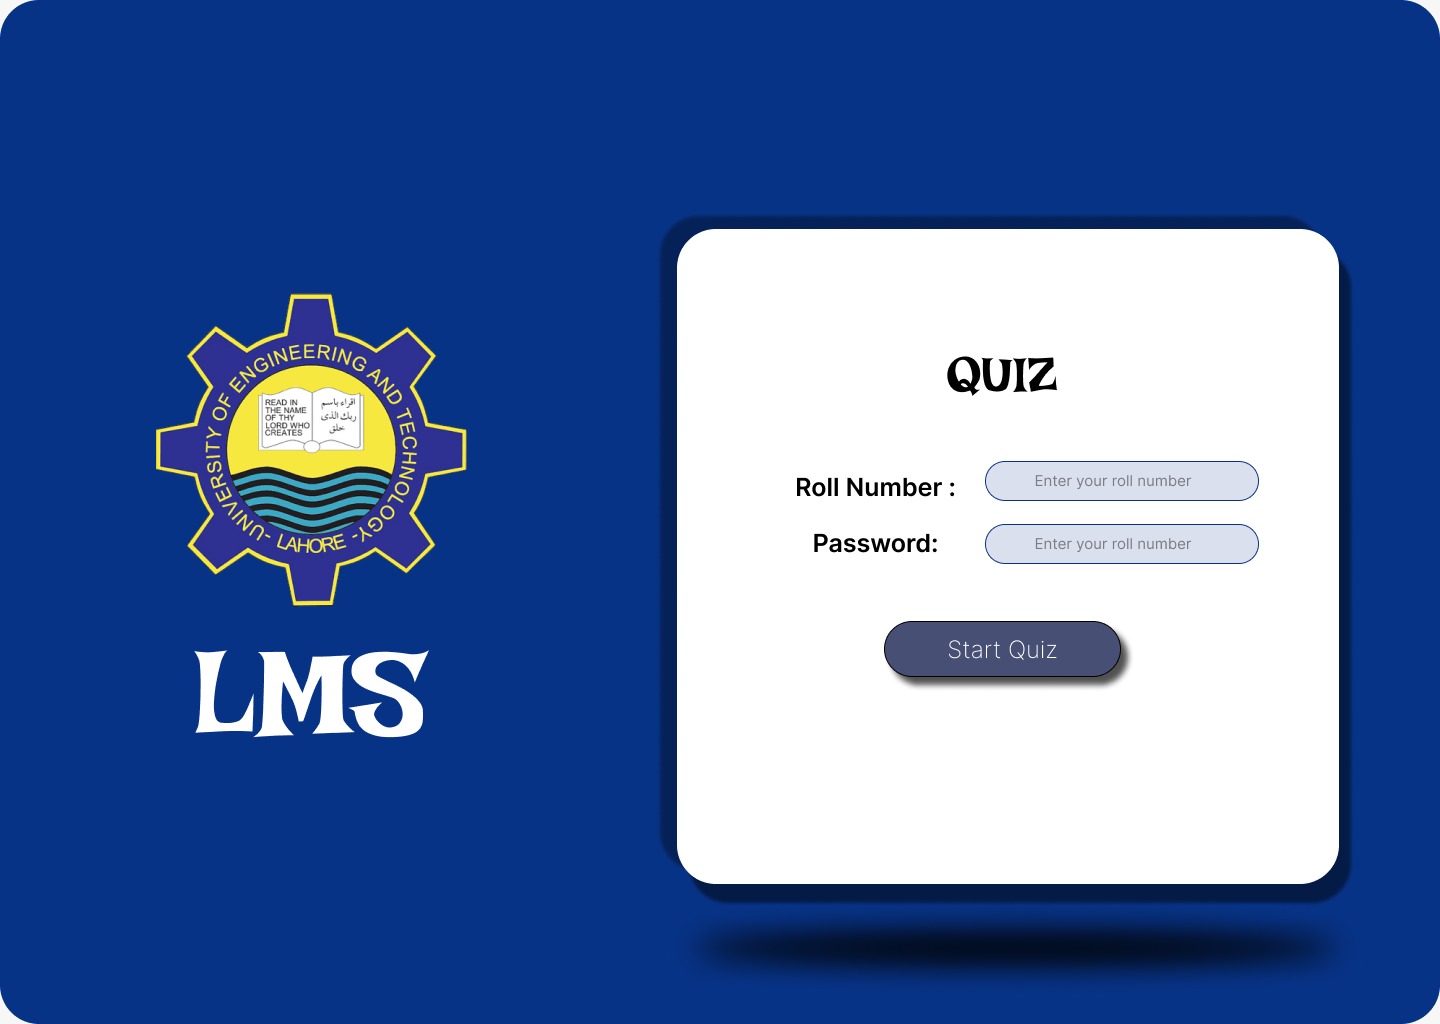 UNIVERSITY OF ENGINEERING AND TECHNOLOGY
- LAHORE -
READ IN
THE NAME
OF THY
LORD WHO
CREATES
اقراء باسم
ربك الذى
خلق
LMS
QUIZ
Roll Number :
Enter your roll number
Password:
Enter your roll number
Start Quiz